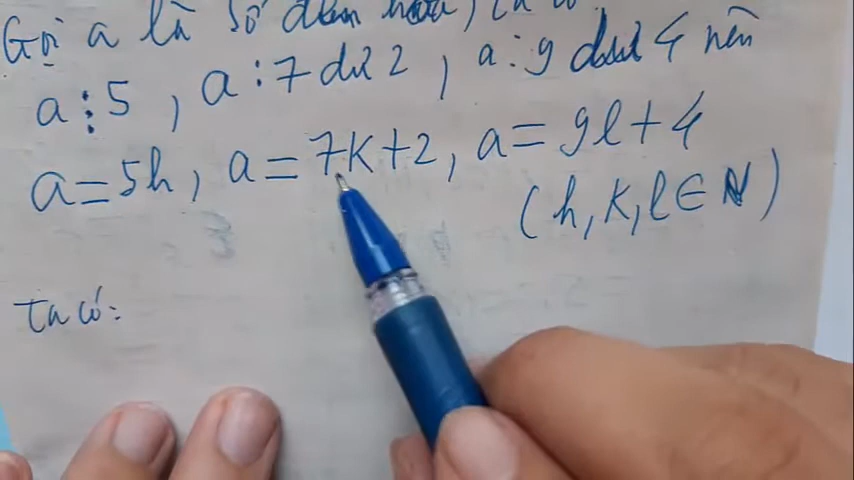 Gọi a là số
a ⋮ 5, a : 7 dư 2, a : 9 dư 4 nên
a = 5h, a = 7k + 2, a = 9l + 4
(h, k, l ∈ N)
Ta có: